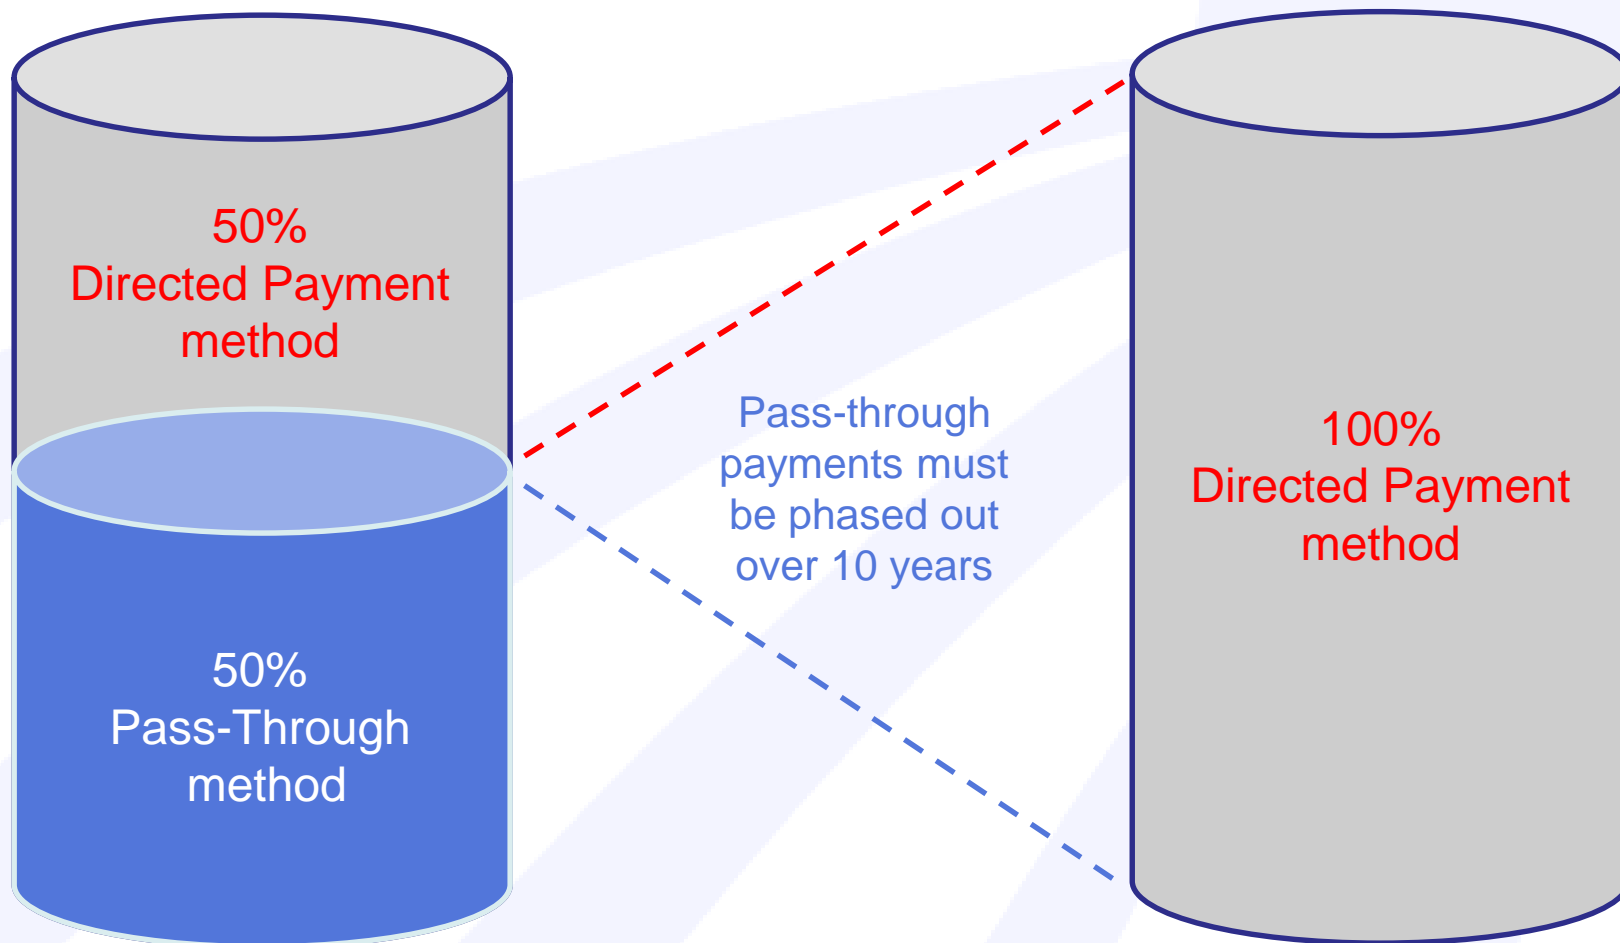 50%
Directed Payment
method
50%
Pass-Through
method
Pass-through
payments must
be phased out
over 10 years
100%
Directed Payment
method